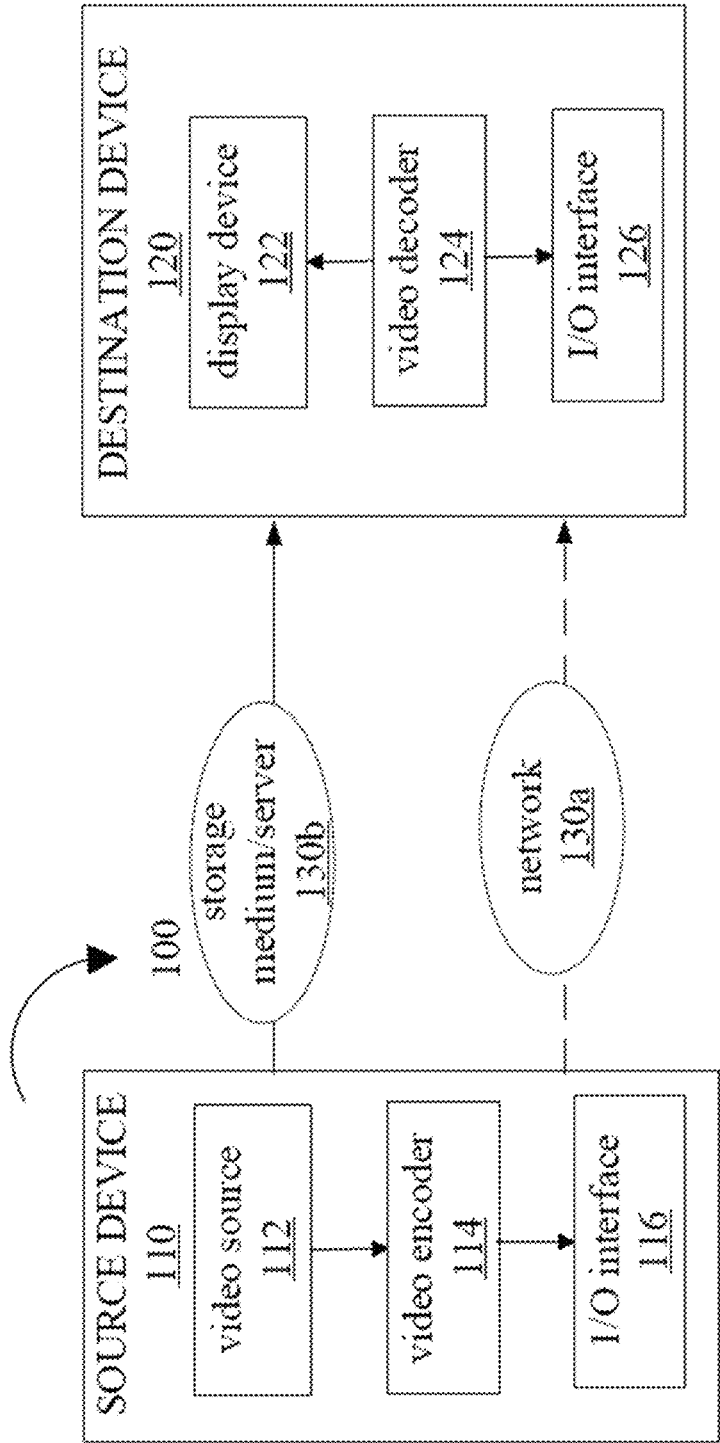 100
SOURCE DEVICE
110
video source
112
video encoder
114
I/O interface
116
storage
medium/server
130b
network
130a
DESTINATION DEVICE
120
display device
122
video decoder
124
I/O interface
126